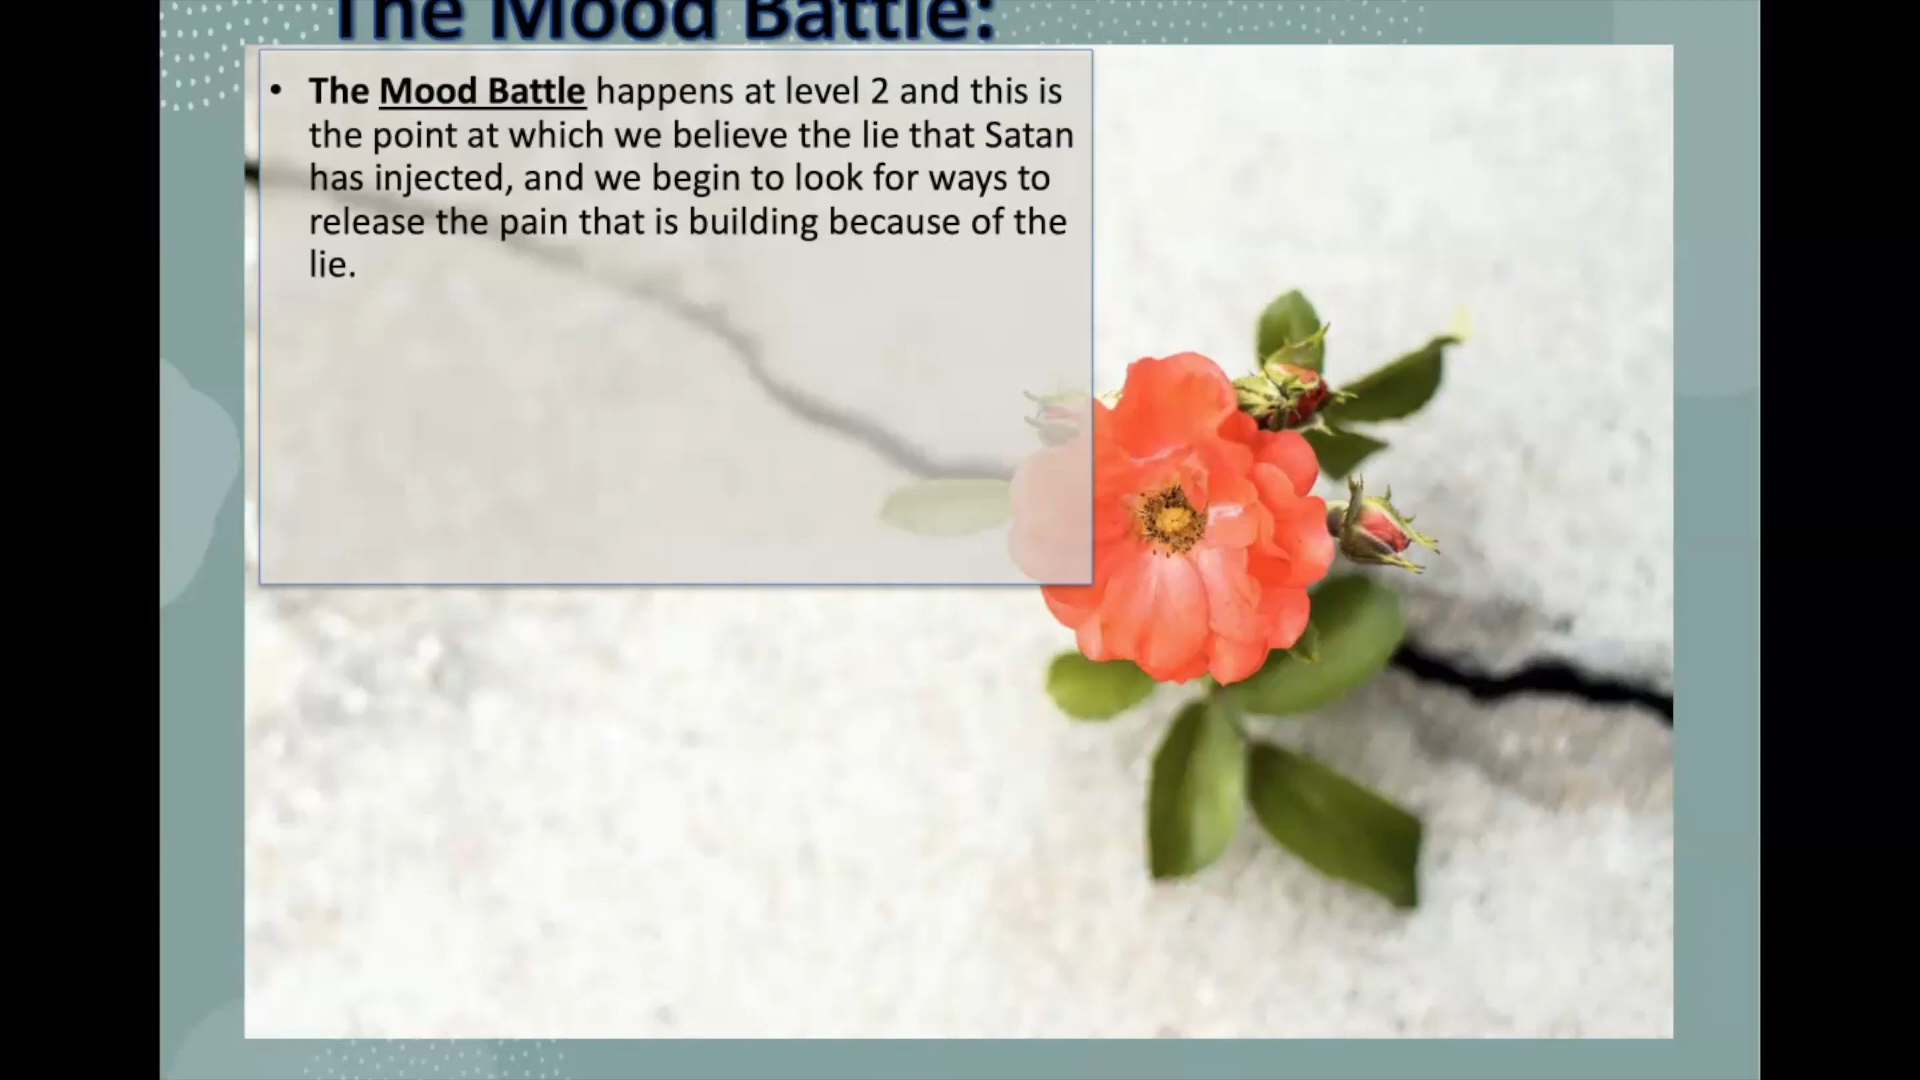 The Mood Battle:
• The Mood Battle happens at level 2 and this is
the point at which we believe the lie that Satan
has injected, and we begin to look for ways to
release the pain that is building because of the
lie.